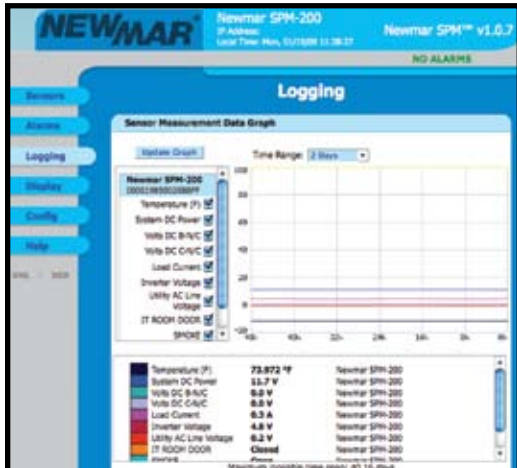 NEWMAR
Newmar SPM-200
IP Address:
Local Time: Mon,
Newmar SPM™ v1.0.7
NO ALARMS
Sensors
Alarms
Logging
Display
Config
Help
Logging
Sensor Measurement Data Graph
Update Graph
Time Range: 2 Days
Newmar SPM-200
Temperature (F)
System DC Power
Volts DC B-N/C
Volts DC C-N/C
Load Current
Inverter Voltage
Utility AC Line
Voltage
IT ROOM DOOR
SMOKE
100
80
60
40
20
0
-20
Temperature (F) 73.972 °F Newmar SPM-200
System DC Power 11.7 V Newmar SPM-200
Volts DC B-N/C 0.0 V Newmar SPM-200
Volts DC C-N/C 0.0 V Newmar SPM-200
Load Current 0.3 A Newmar SPM-200
Inverter Voltage 4.8 V Newmar SPM-200
Utility AC Line Voltage 0.2 V Newmar SPM-200
IT ROOM DOOR Closed Newmar SPM-200